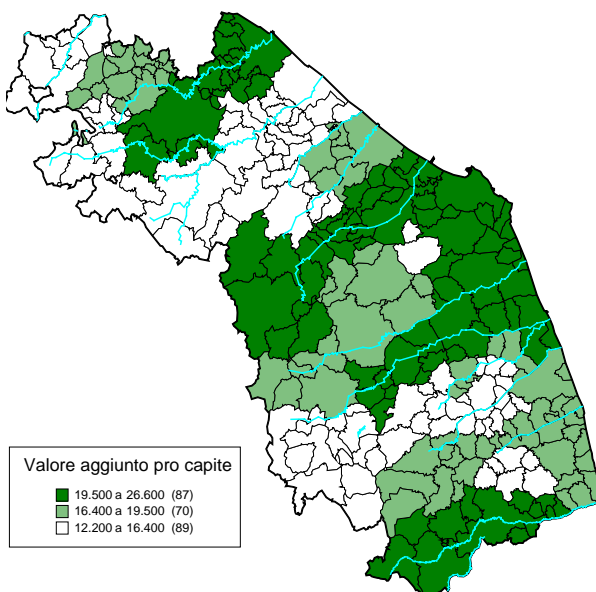 Valore aggiunto pro capite
19.500 a 26.600 (87)
16.400 a 19.500 (70)
12.200 a 16.400 (89)